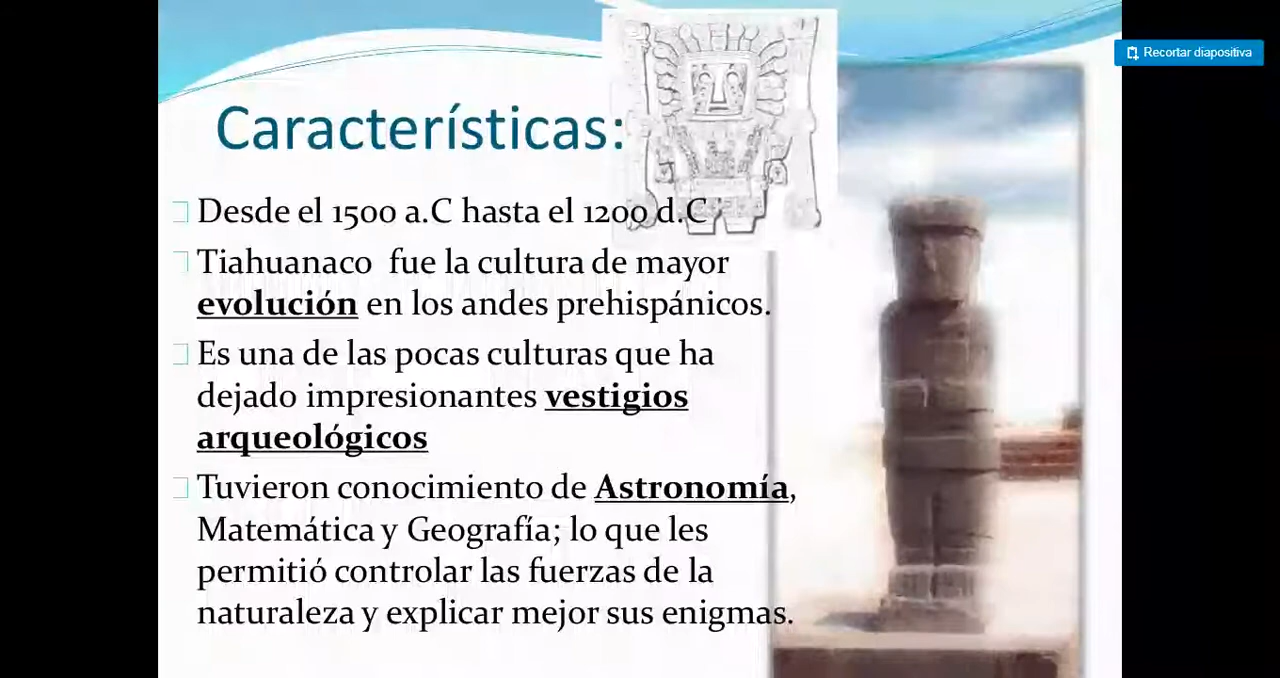 Recortar diapositiva
Características:
Desde el 1500 a.C hasta el 1200 d.C
Tiahuanaco fue la cultura de mayor
evolución en los andes prehispánicos.
Es una de las pocas culturas que ha
dejado impresionantes vestigios
arqueológicos
Tuvieron conocimiento de Astronomía,
Matemática y Geografía; lo que les
permitió controlar las fuerzas de la
naturaleza y explicar mejor sus enigmas.